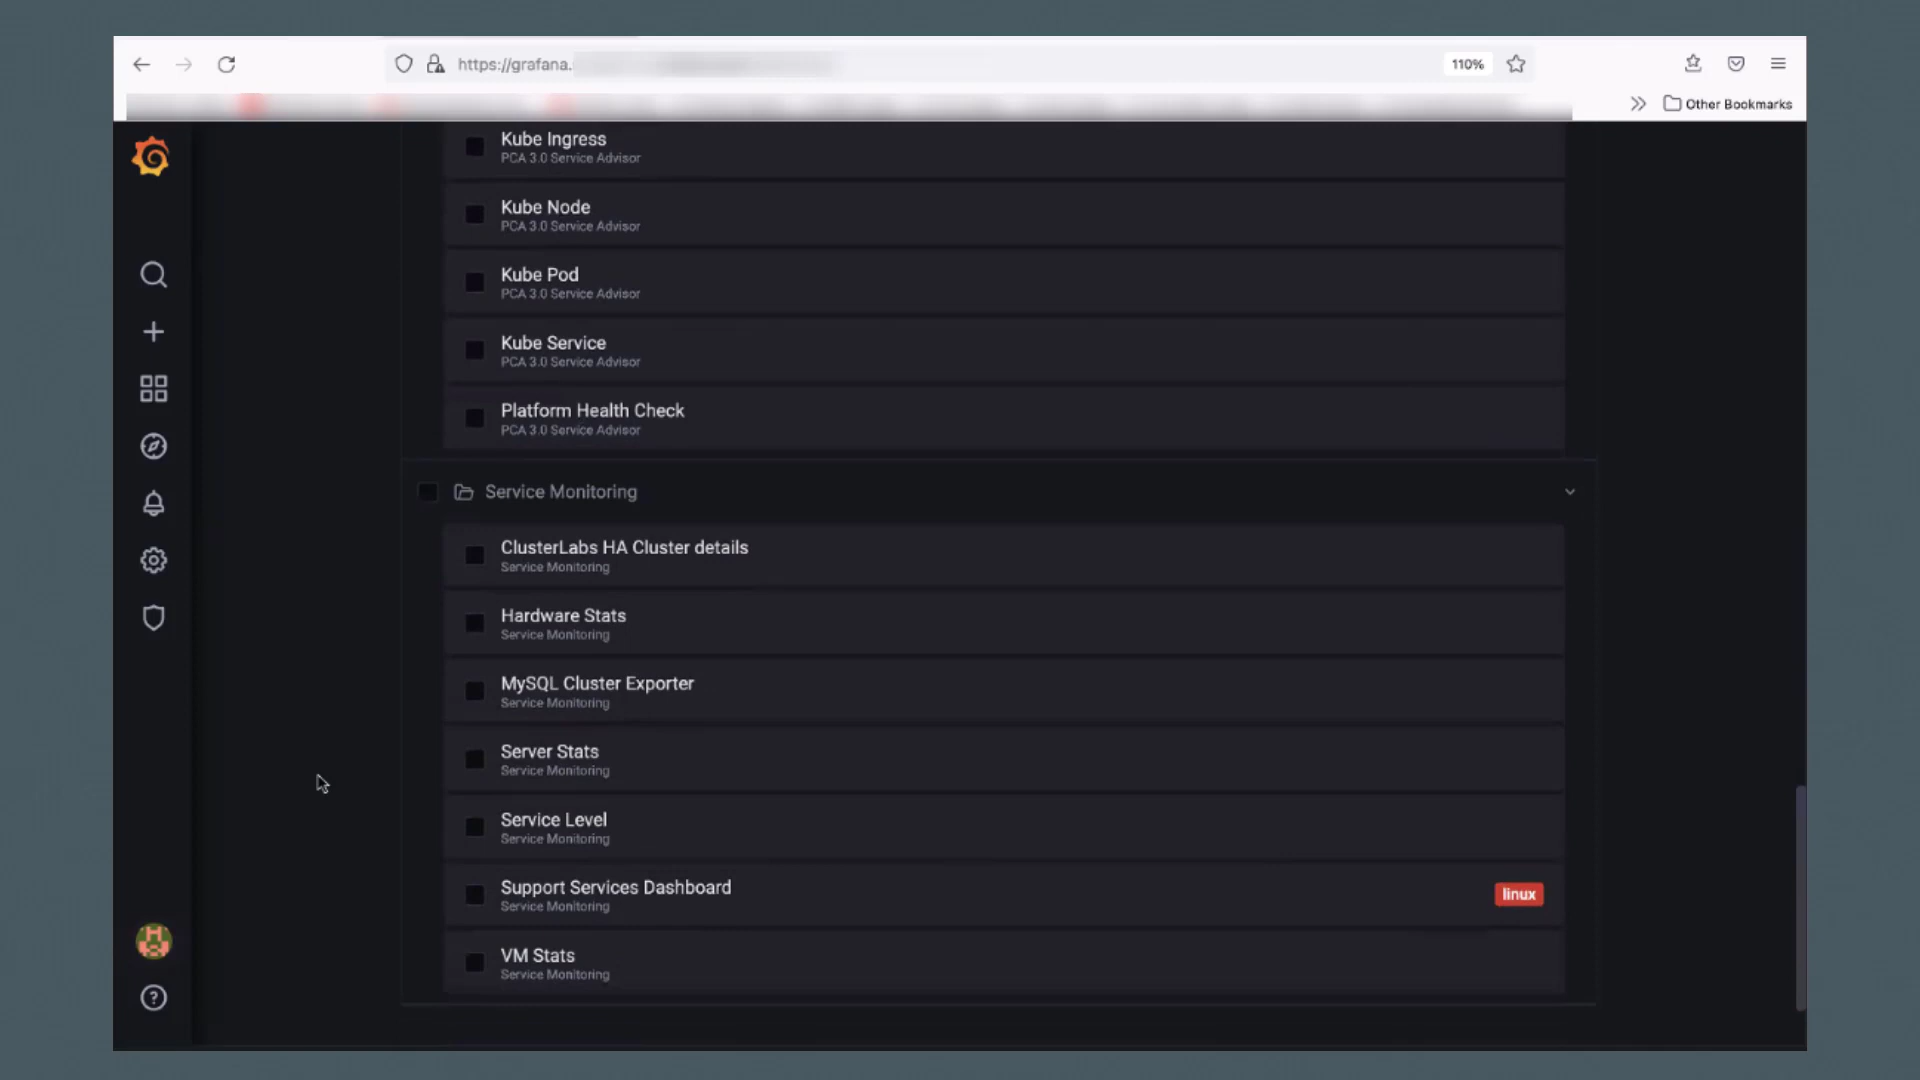 https://grafana.
110%
Other Bookmarks
Kube Ingress
PCA 3.0 Service Advisor
Kube Node
PCA 3.0 Service Advisor
Kube Pod
PCA 3.0 Service Advisor
Kube Service
PCA 3.0 Service Advisor
Platform Health Check
PCA 3.0 Service Advisor
Service Monitoring
ClusterLabs HA Cluster details
Service Monitoring
Hardware Stats
Service Monitoring
MySQL Cluster Exporter
Service Monitoring
Server Stats
Service Monitoring
Service Level
Service Monitoring
Support Services Dashboard
Service Monitoring
linux
VM Stats
Service Monitoring